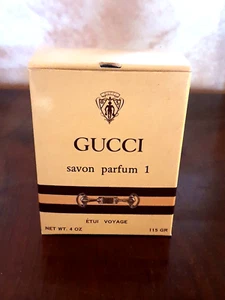 GUCCI
savon parfum 1
ÉTUI VOYAGE
NET WT. 4 OZ 115 GR